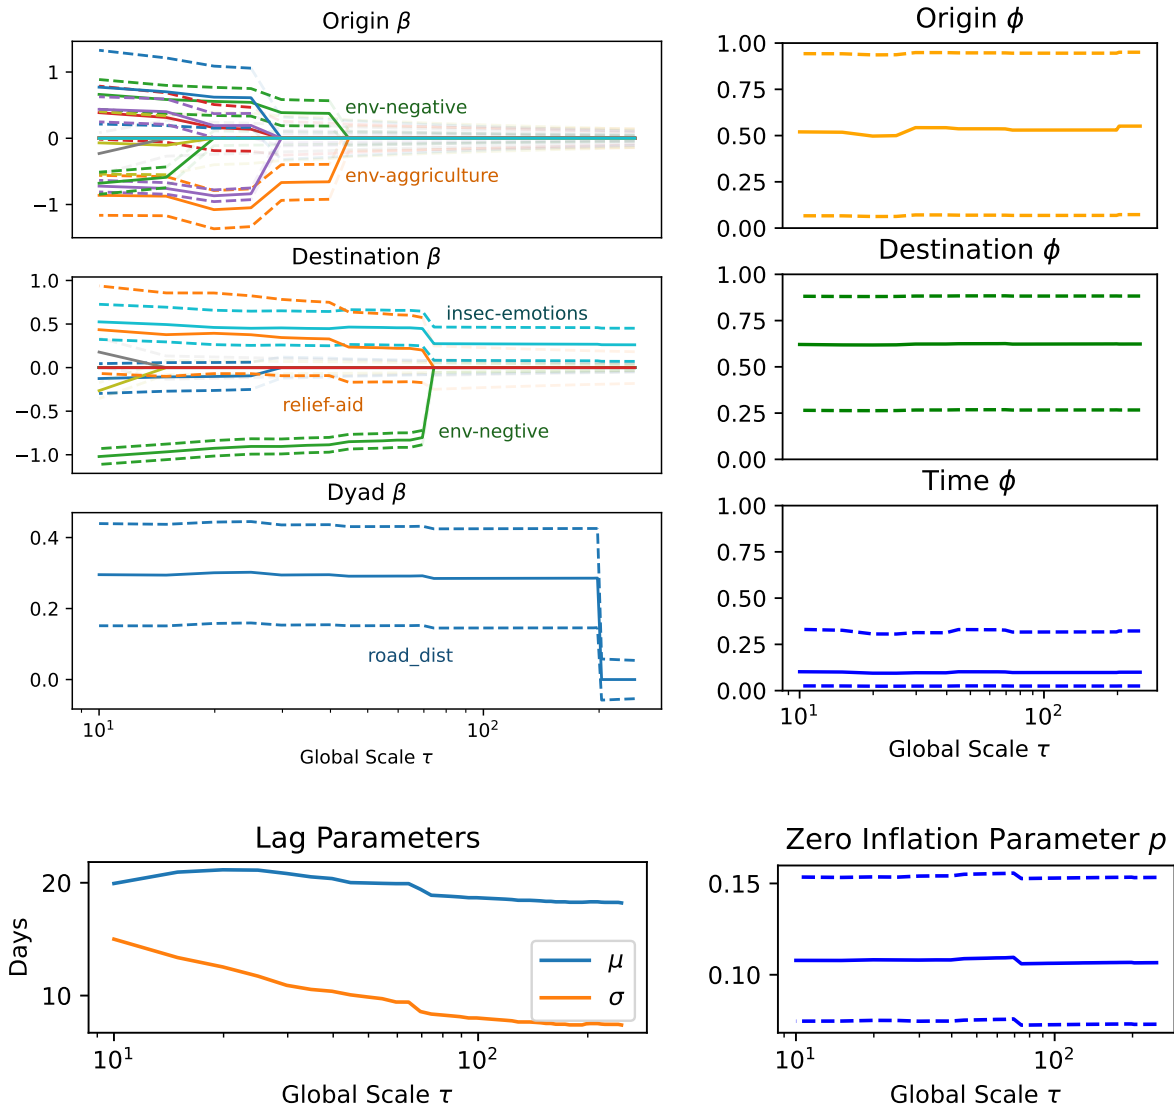 Origin β
1
0
−1
env-negative
env-aggriculture
Origin ϕ
1.00
0.75
0.50
0.25
0.00
Destination β
1.0
0.5
0.0
−0.5
−1.0
insec-emotions
relief-aid
env-negtive
Destination ϕ
1.00
0.75
0.50
0.25
0.00
Dyad β
0.4
0.2
0.0
road_dist
10¹ 10²
Global Scale τ
Time ϕ
1.00
0.75
0.50
0.25
0.00
10¹ 10²
Global Scale τ
Lag Parameters
Days
20
10
μ
σ
10¹ 10²
Global Scale τ
Zero Inflation Parameter p
0.15
0.10
10¹ 10²
Global Scale τ